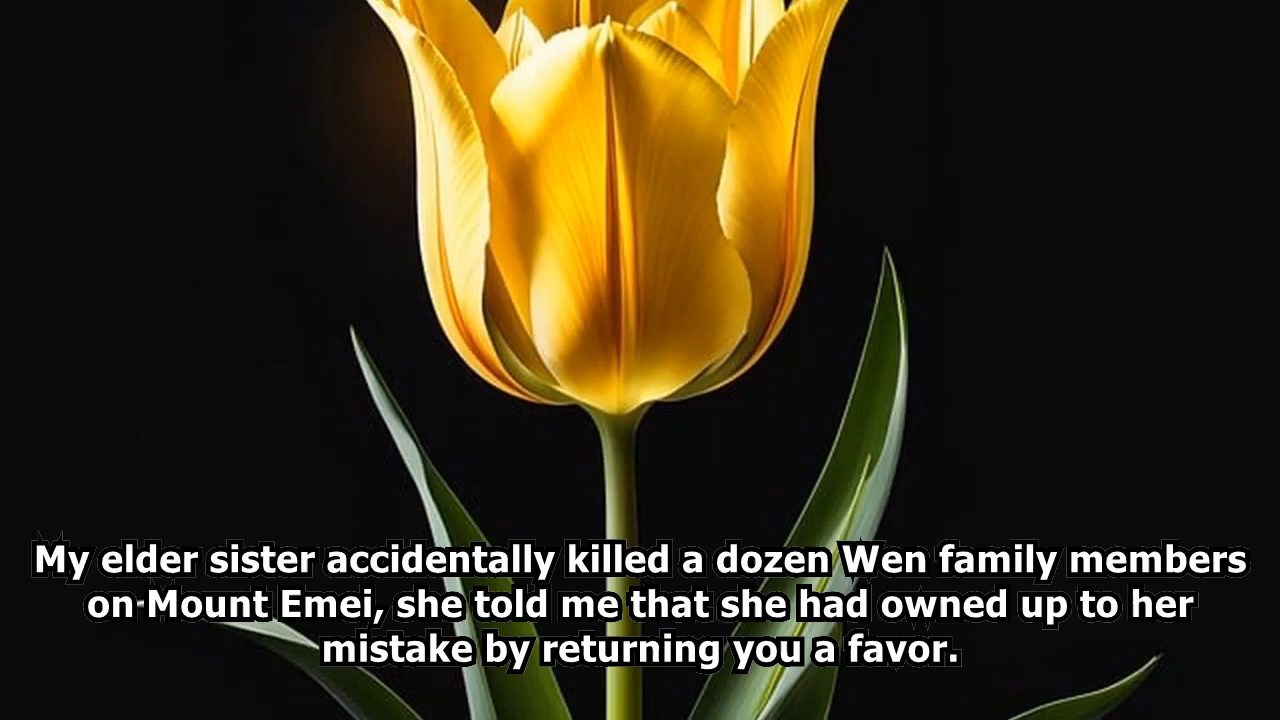 My elder sister accidentally killed a dozen Wen family members
on Mount Emei, she told me that she had owned up to her
mistake by returning you a favor.